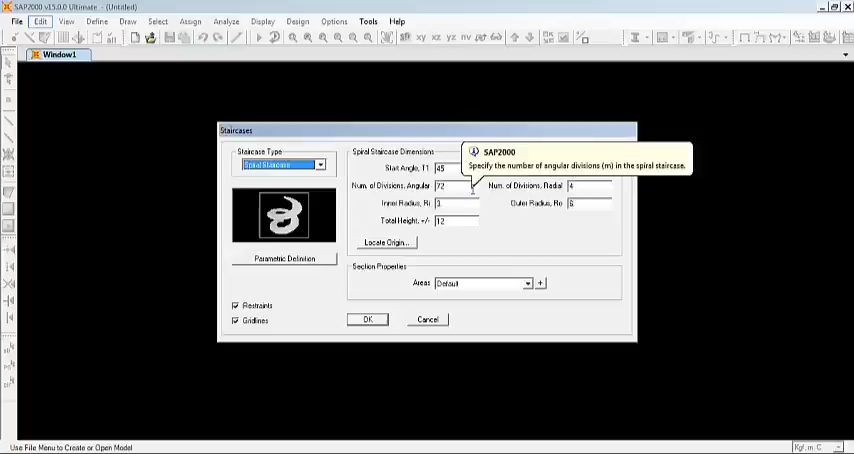 SAP2000 v15.0.0 Ultimate - (Untitled)
File Edit View Define Draw Select Assign Analyze Display Design Options Tools Help
xy xz yz nv
Window1
Staircases
Staircase Type
Spiral Staircase
Parametric Definition
Restraints
Gridlines
Spiral Staircase Dimensions
Start Angle, T1 45
Num. of Divisions, Angular 72
Num. of Divisions, Radial 4
Inner Radius, Ri 3
Outer Radius, Ro 6
Total Height, +/- 12
Locate Origin...
SAP2000
Specify the number of angular divisions (m) in the spiral staircase.
Section Properties
Areas Default +
OK Cancel
Use File Menu to Create or Open Model
Kgf, m, C